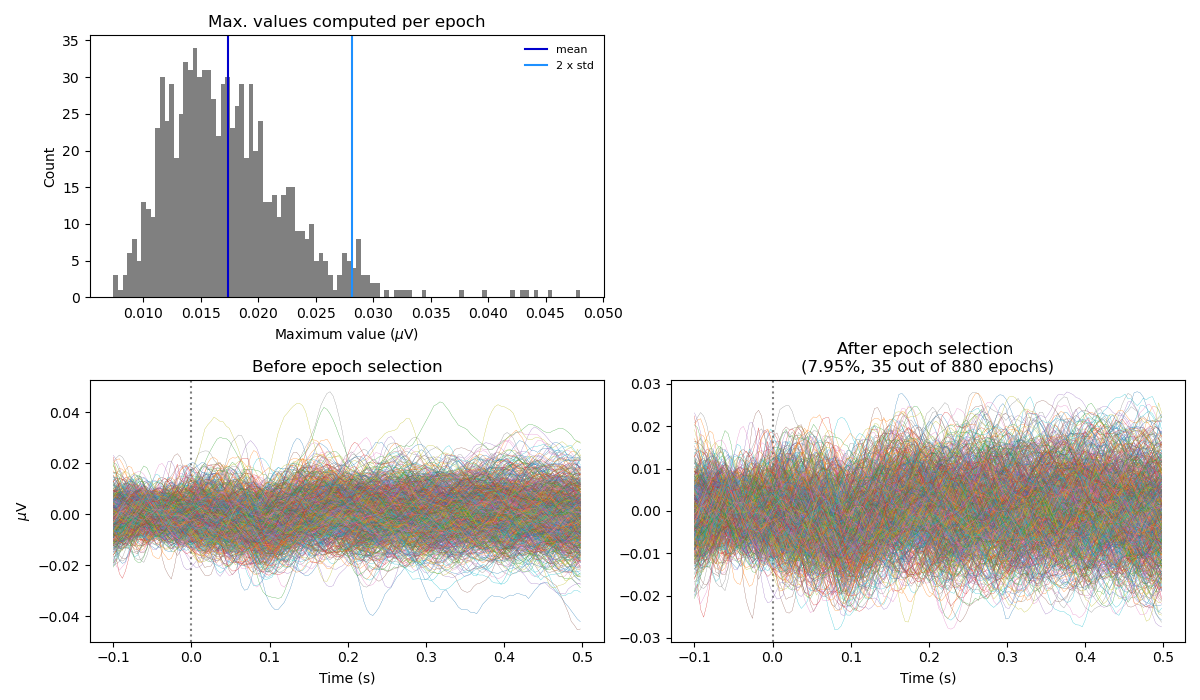 Max. values computed per epoch
35
30
25
20
15
10
5
0
Count
mean
2 x std
0.010 0.015 0.020 0.025 0.030 0.035 0.040 0.045 0.050
Maximum value (μV)
Before epoch selection
0.04
0.02
0.00
−0.02
−0.04
μV
−0.1 0.0 0.1 0.2 0.3 0.4 0.5
Time (s)
After epoch selection
(7.95%, 35 out of 880 epochs)
0.03
0.02
0.01
0.00
−0.01
−0.02
−0.03
−0.1 0.0 0.1 0.2 0.3 0.4 0.5
Time (s)